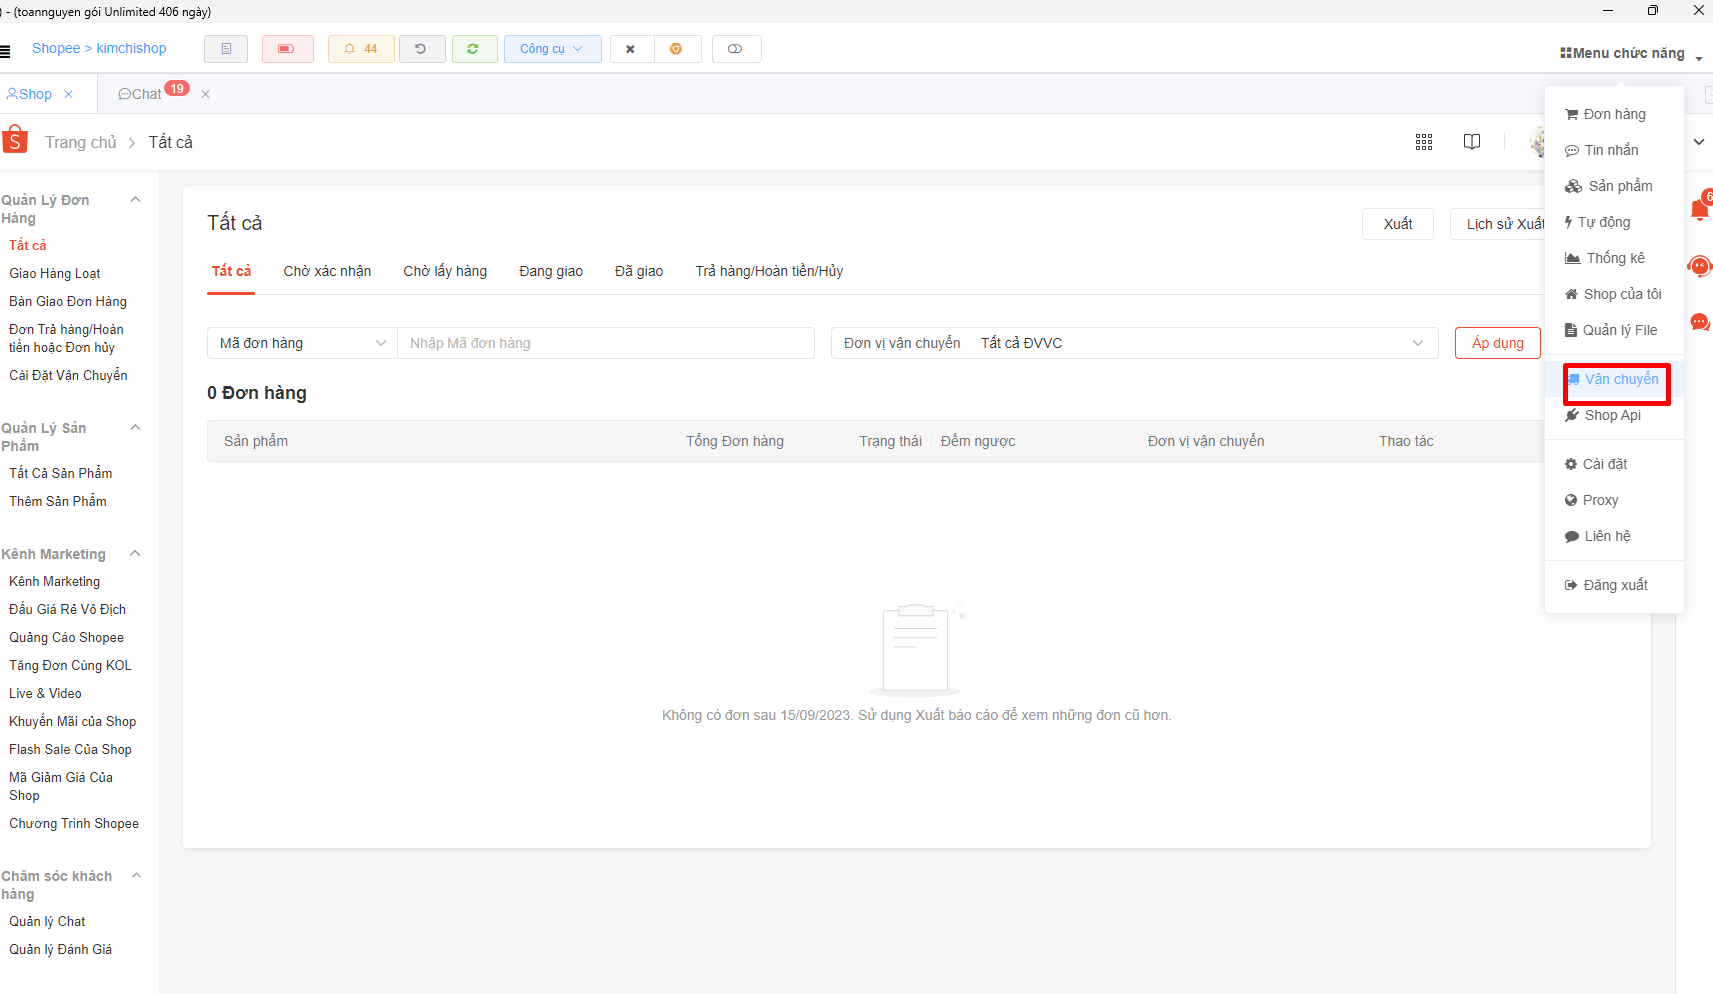 ) - (toannguyen gói Unlimited 406 ngày)
Shopee > kimchishop
44
Công cụ
Menu chức năng
Shop
Chat
19
Trang chủ > Tất cả
Quản Lý Đơn
Hàng
Tất cả
Giao Hàng Loạt
Bàn Giao Đơn Hàng
Đơn Trả hàng/Hoàn
tiền hoặc Đơn hủy
Cài Đặt Vận Chuyển
Quản Lý Sản
Phẩm
Tất Cả Sản Phẩm
Thêm Sản Phẩm
Kênh Marketing
Kênh Marketing
Đấu Giá Rẻ Vô Địch
Quảng Cáo Shopee
Tăng Đơn Cùng KOL
Live & Video
Khuyến Mãi của Shop
Flash Sale Của Shop
Mã Giảm Giá Của
Shop
Chương Trình Shopee
Chăm sóc khách
hàng
Quản lý Chat
Quản lý Đánh Giá
Tất cả
Xuất
Lịch sử Xuất
Tất cả
Chờ xác nhận
Chờ lấy hàng
Đang giao
Đã giao
Trả hàng/Hoàn tiền/Hủy
Mã đơn hàng
Nhập Mã đơn hàng
Đơn vị vận chuyển
Tất cả ĐVVC
Áp dụng
0 Đơn hàng
Sản phẩm
Tổng Đơn hàng
Trạng thái
Đếm ngược
Đơn vị vận chuyển
Thao tác
Không có đơn sau 15/09/2023. Sử dụng Xuất báo cáo để xem những đơn cũ hơn.
Đơn hàng
Tin nhắn
Sản phẩm
Tự động
Thống kê
Shop của tôi
Quản lý File
Vận chuyển
Shop Api
Cài đặt
Proxy
Liên hệ
Đăng xuất
6